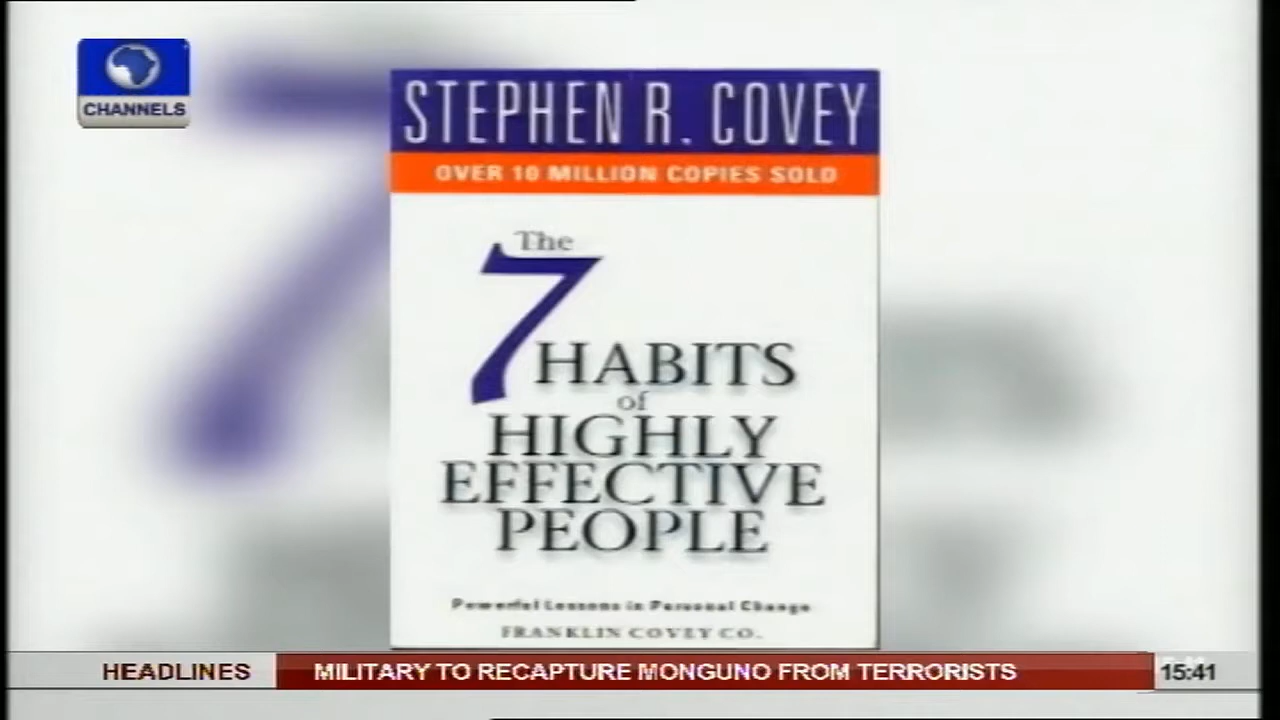 CHANNELS
STEPHEN R. COVEY
OVER 10 MILLION COPIES SOLD
The
7 HABITS
of
HIGHLY
EFFECTIVE
PEOPLE
Powerful Lessons in Personal Change
FRANKLIN COVEY CO.
HEADLINES MILITARY TO RECAPTURE MONGUNO FROM TERRORISTS 15:41